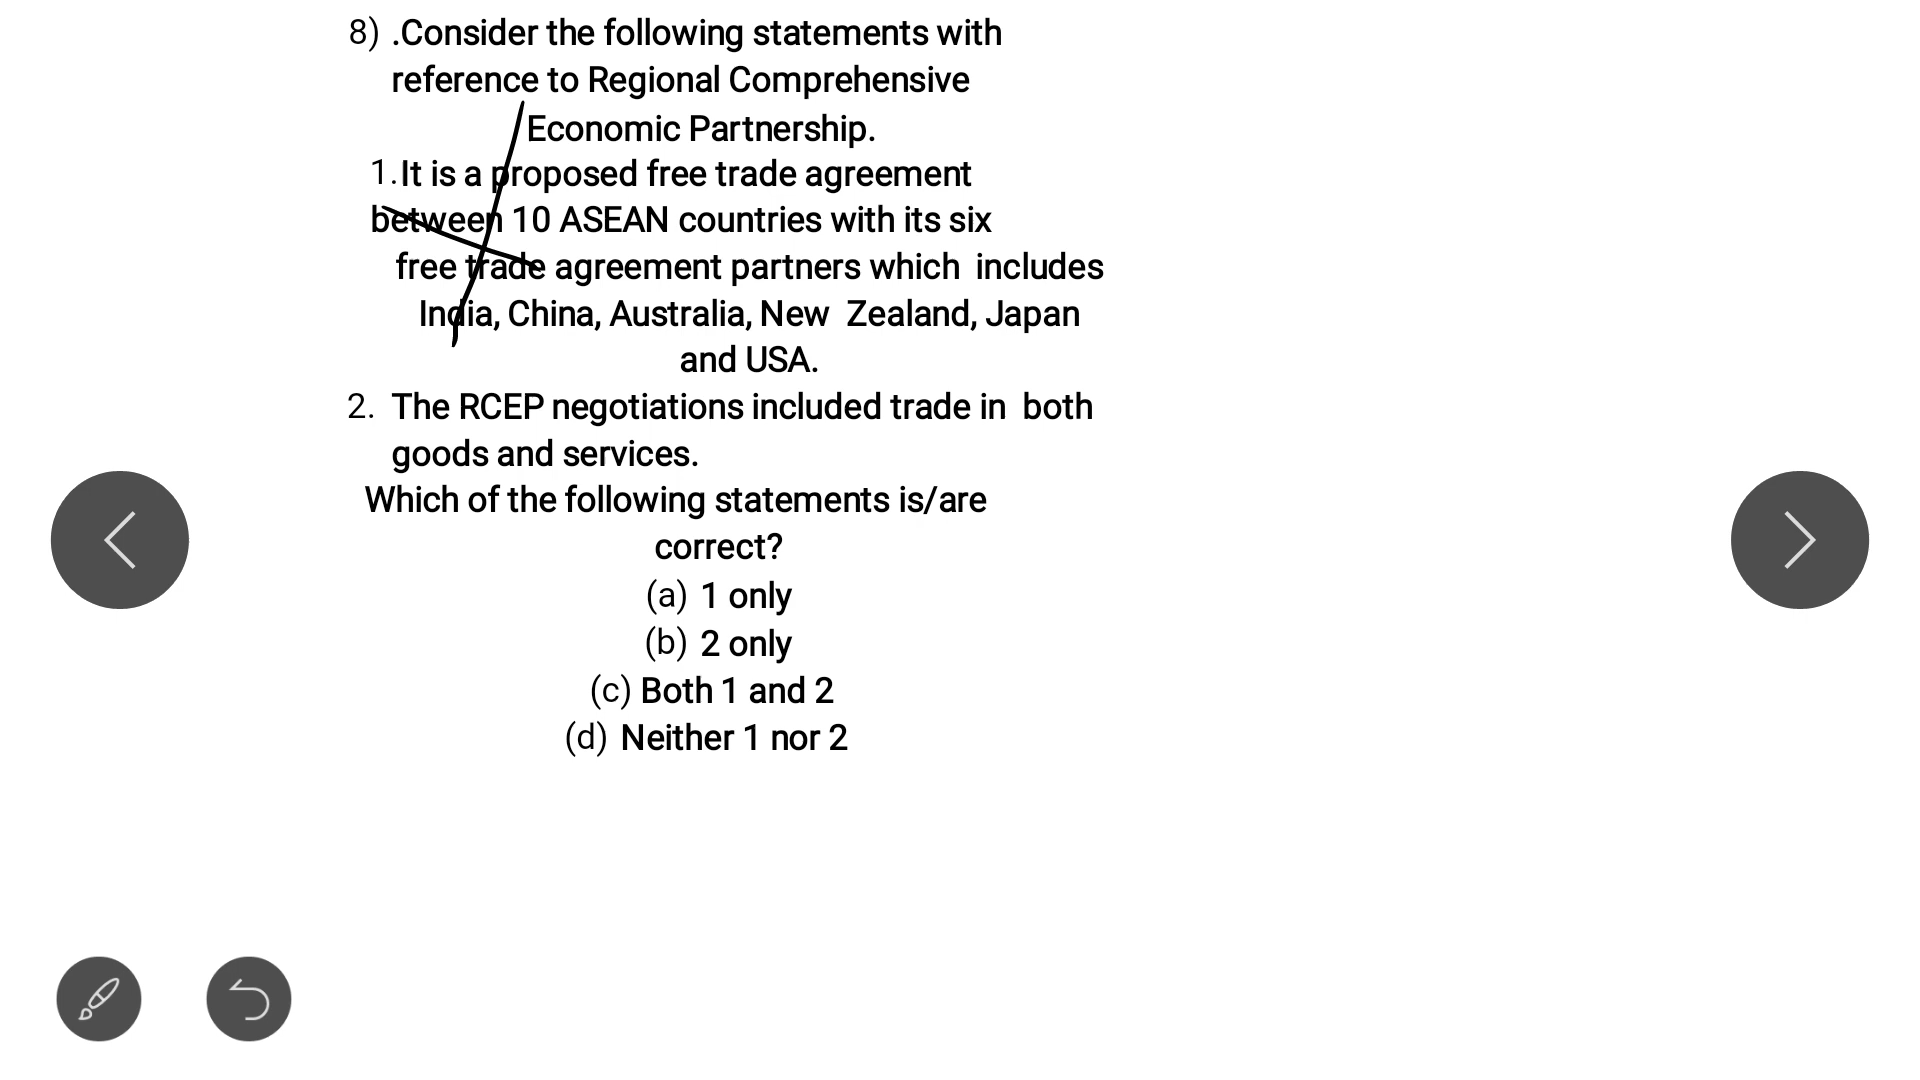 8) .Consider the following statements with
reference to Regional Comprehensive
Economic Partnership.
1.It is a proposed free trade agreement
between 10 ASEAN countries with its six
free trade agreement partners which includes
India, China, Australia, New Zealand, Japan
and USA.
2. The RCEP negotiations included trade in both
goods and services.
Which of the following statements is/are
correct?
(a) 1 only
(b) 2 only
(c) Both 1 and 2
(d) Neither 1 nor 2